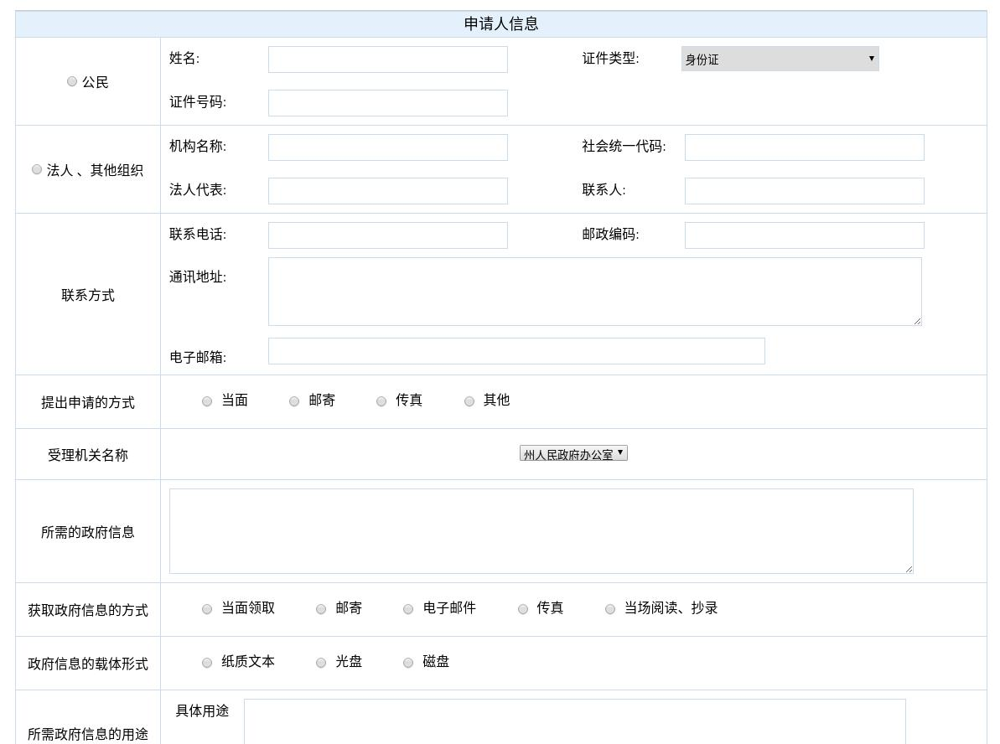 申请人信息
公民
姓名:
证件类型:
身份证
证件号码:
法人 、其他组织
机构名称:
社会统一代码:
法人代表:
联系人:
联系方式
联系电话:
邮政编码:
通讯地址:
电子邮箱:
提出申请的方式
当面 邮寄 传真 其他
受理机关名称
州人民政府办公室
所需的政府信息
获取政府信息的方式
当面领取 邮寄 电子邮件 传真 当场阅读、抄录
政府信息的载体形式
纸质文本 光盘 磁盘
所需政府信息的用途
具体用途